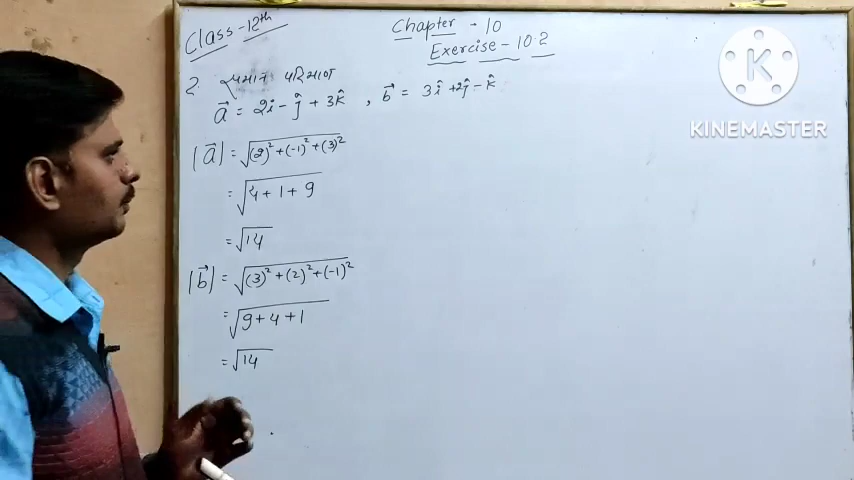 Class-12th
Chapter - 10
Exercise - 10.2
2. समान परिमाण
a⃗ = 2i - ĵ + 3k̂ , b⃗ = 3î + 2ĵ - k̂
|a⃗| = √(2)² + (-1)² + (3)²
= √4 + 1 + 9
= √14
|b⃗| = √(3)² + (2)² + (-1)²
= √9 + 4 + 1
= √14
K
KINEMASTER